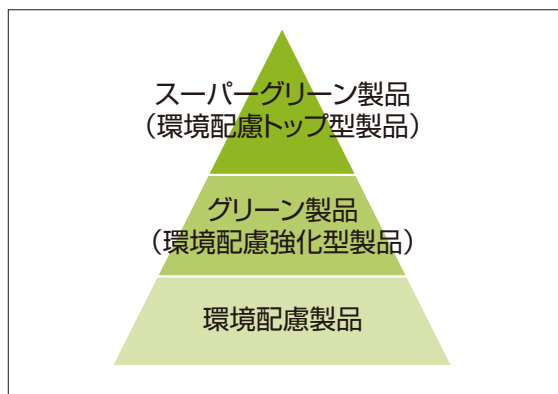 スーパーグリーン製品
（環境配慮トップ型製品）
グリーン製品
（環境配慮強化型製品）
環境配慮製品